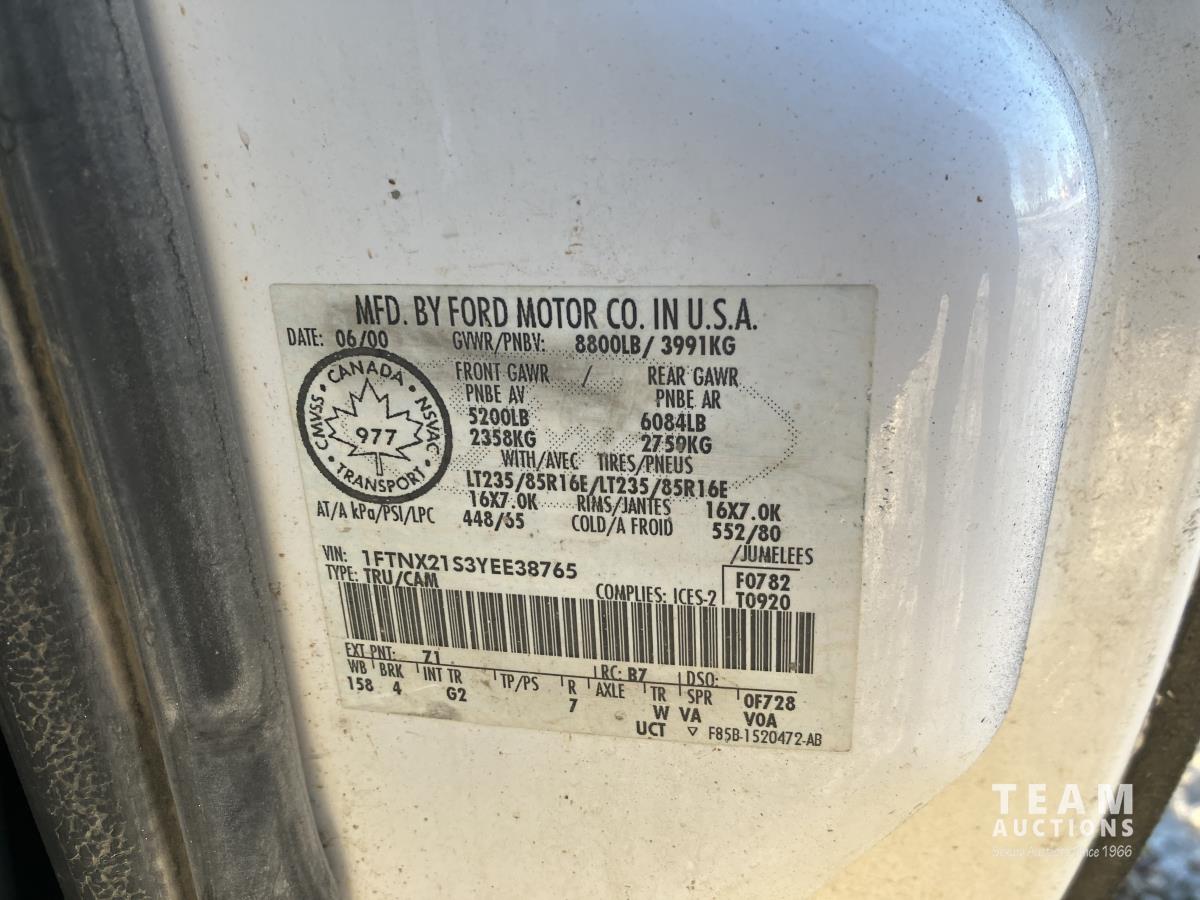 MFD. BY FORD MOTOR CO. IN U.S.A.
DATE: 06/00 GVWR/PNBV: 8800LB/ 3991KG
FRONT GAWR / REAR GAWR
PNBE AV PNBE AR
5200LB 6084LB
2358KG 2759KG
WITH/AVEC TIRES/PNEUS
LT235/85R16E/LT235/85R16E
16X7.0K RIMS/JANTES 16X7.0K
AT/A kPa/PSI/LPC 448/65 COLD/A FROID 552/80
CANADA • NSVAC • TRANSPORT • CMVSS •
977
/JUMELEES
VIN: 1FTNX21S3YEE38765
TYPE: TRU/CAM
COMPLIES: ICES-2
F0782
T0920
EXT PNT: Z1 RC: B7 DSO:
WB BRK INT TR TP/PS R AXLE TR SPR 0F728
158 4 G2 7 W VA V0A
UCT ▽ F85B-1520472-AB
TEAM
AUCTIONS
Since 1966